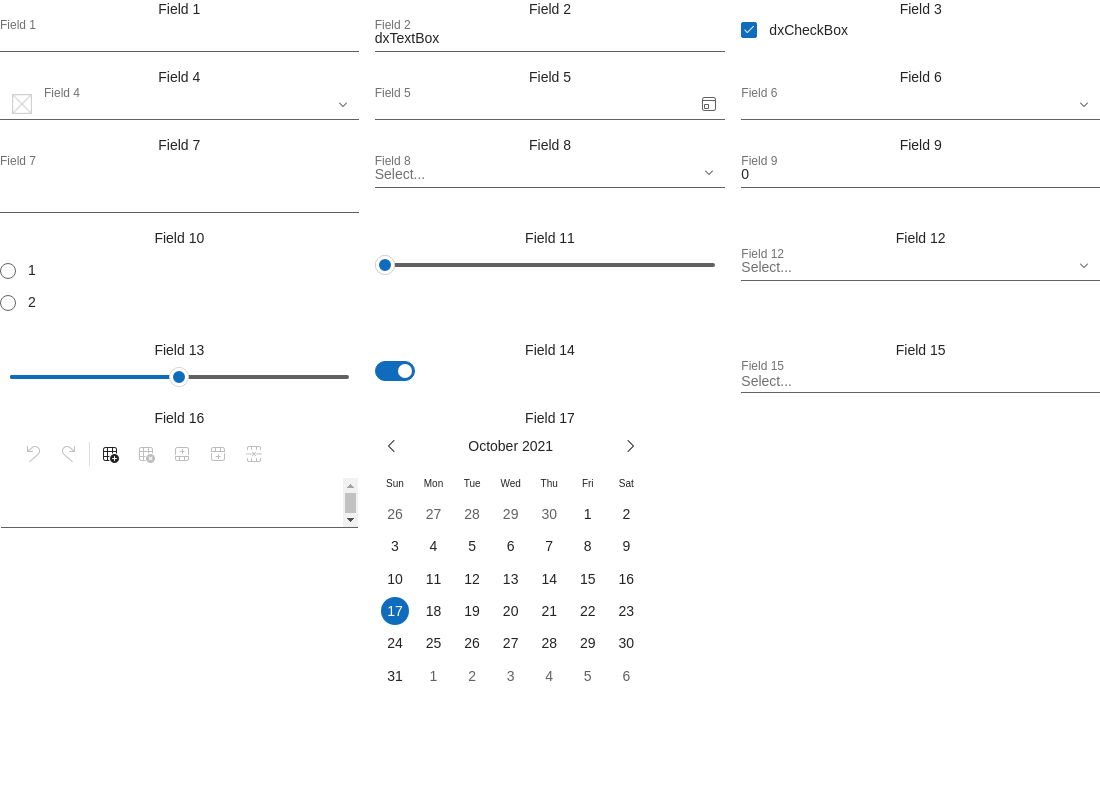 Field 1
Field 1
Field 2
Field 2
dxTextBox
Field 3
dxCheckBox
Field 4
Field 4
Field 5
Field 5
Field 6
Field 6
Field 7
Field 7
Field 8
Field 8
Select...
Field 9
Field 9
0
Field 10
1
2
Field 11
Field 12
Field 12
Select...
Field 13
Field 14
Field 15
Field 15
Select...
Field 16
Field 17
October 2021
Sun Mon Tue Wed Thu Fri Sat
26 27 28 29 30 1 2
3 4 5 6 7 8 9
10 11 12 13 14 15 16
17 18 19 20 21 22 23
24 25 26 27 28 29 30
31 1 2 3 4 5 6